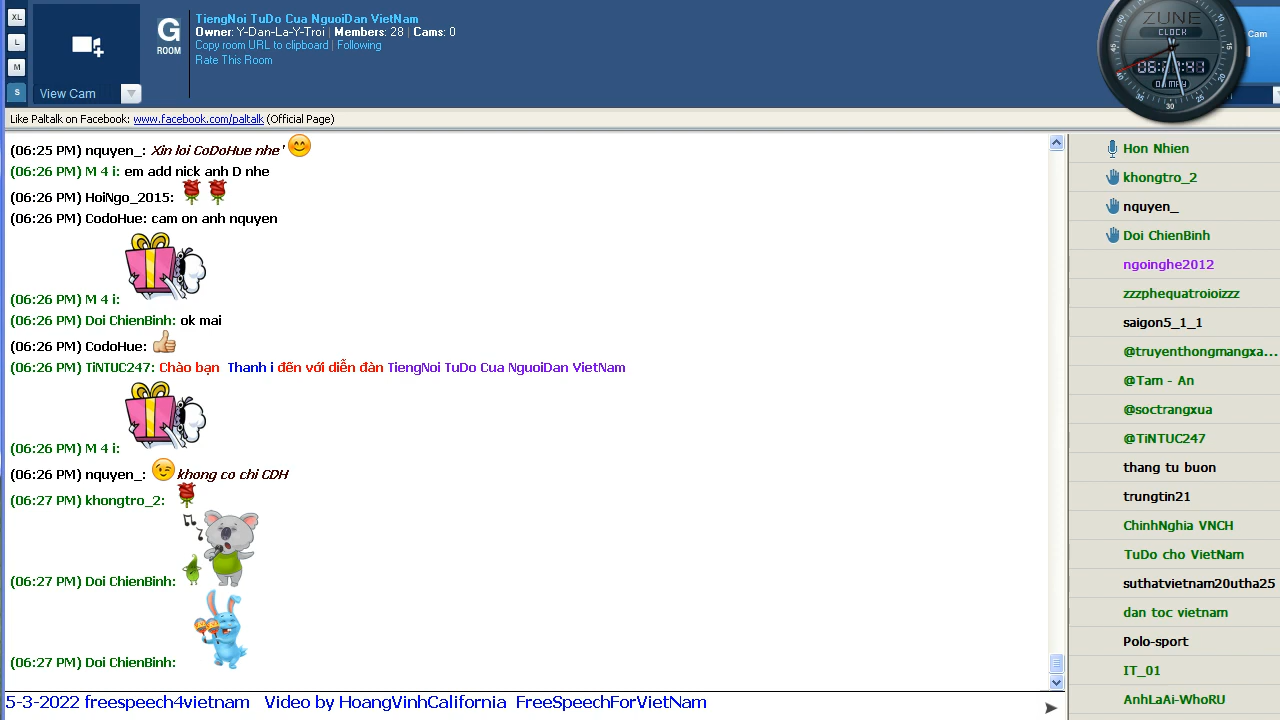 XL
L
M
S
View Cam
G
ROOM
TiengNoi TuDo Cua NguoiDan VietNam
Owner: Y-Dan-La-Y-Troi | Members: 28 | Cams: 0
Copy room URL to clipboard | Following
Rate This Room
ZUNE
CLOCK
Cam
Like Paltalk on Facebook: www.facebook.com/paltalk (Official Page)
(06:25 PM) nquyen_: Xin loi CoDoHue nhe'
(06:26 PM) M 4 i: em add nick anh D nhe
(06:26 PM) HoiNgo_2015:
(06:26 PM) CodoHue: cam on anh nquyen
(06:26 PM) M 4 i:
(06:26 PM) Doi ChienBinh: ok mai
(06:26 PM) CodoHue:
(06:26 PM) TiNTUC247: Chào bạn Thanh i đến với diễn đàn TiengNoi TuDo Cua NguoiDan VietNam
(06:26 PM) M 4 i:
(06:26 PM) nquyen_: khong co chi CDH
(06:27 PM) khongtro_2:
(06:27 PM) Doi ChienBinh:
(06:27 PM) Doi ChienBinh:
Hon Nhien
khongtro_2
nquyen_
Doi ChienBinh
ngoinghe2012
zzzphequatroioizzz
saigon5_1_1
@truyenthongmangxa...
@Tam - An
@soctrangxua
@TiNTUC247
thang tu buon
trungtin21
ChinhNghia VNCH
TuDo cho VietNam
suthatvietnam20utha25
dan toc vietnam
Polo-sport
IT_01
AnhLaAi-WhoRU
5-3-2022 freespeech4vietnam Video by HoangVinhCalifornia FreeSpeechForVietNam